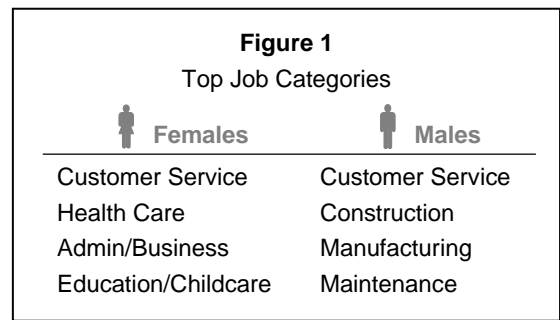 Figure 1
Top Job Categories
Females Males
Customer Service Customer Service
Health Care Construction
Admin/Business Manufacturing
Education/Childcare Maintenance